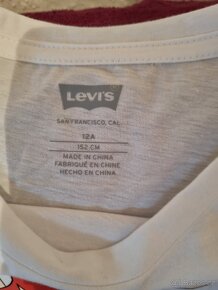 Levi's
SAN FRANCISCO, CAL.
12A
152 CM
MADE IN CHINA
FABRIQUÉ EN CHINE
HECHO EN CHINA